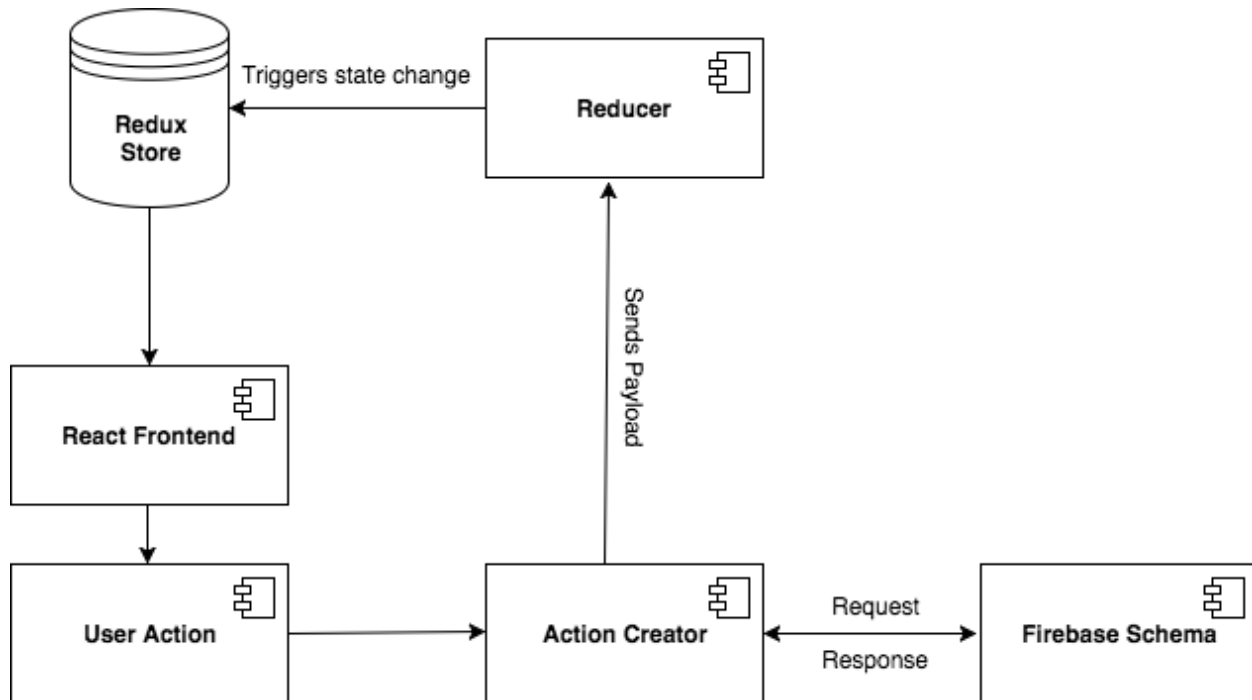 Redux
Store
Triggers state change
Reducer
Sends Payload
React Frontend
User Action
Action Creator
Request
Response
Firebase Schema